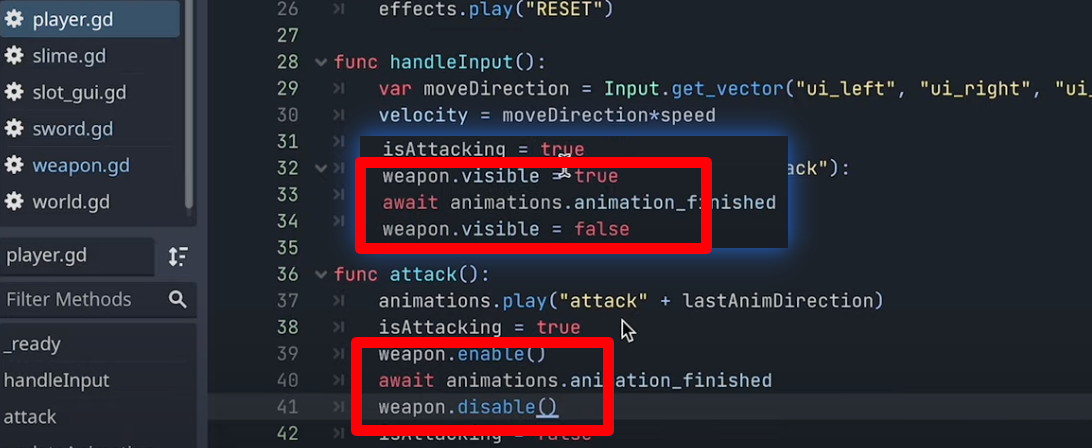 player.gd
slime.gd
slot_gui.gd
sword.gd
weapon.gd
world.gd
player.gd
Filter Methods
_ready
handleInput
attack
26 effects.play("RESET")
27
28 func handleInput():
29 var moveDirection = Input.get_vector("ui_left", "ui_right", "ui_
30 velocity = moveDirection*speed
31
isAttacking = true
32 ack"):
weapon.visible = true
33
await animations.animation_finished
34
weapon.visible = false
35
36 func attack():
37 animations.play("attack" + lastAnimDirection)
38 isAttacking = true
39 weapon.enable()
40 await animations.animation_finished
41 weapon.disable()
42 isAttacking = false